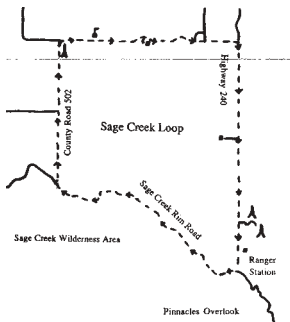 Highway 240
County Road 502
Sage Creek Loop
Sage Creek Rim Road
Sage Creek Wilderness Area
Ranger
Station
Pinnacles Overlook